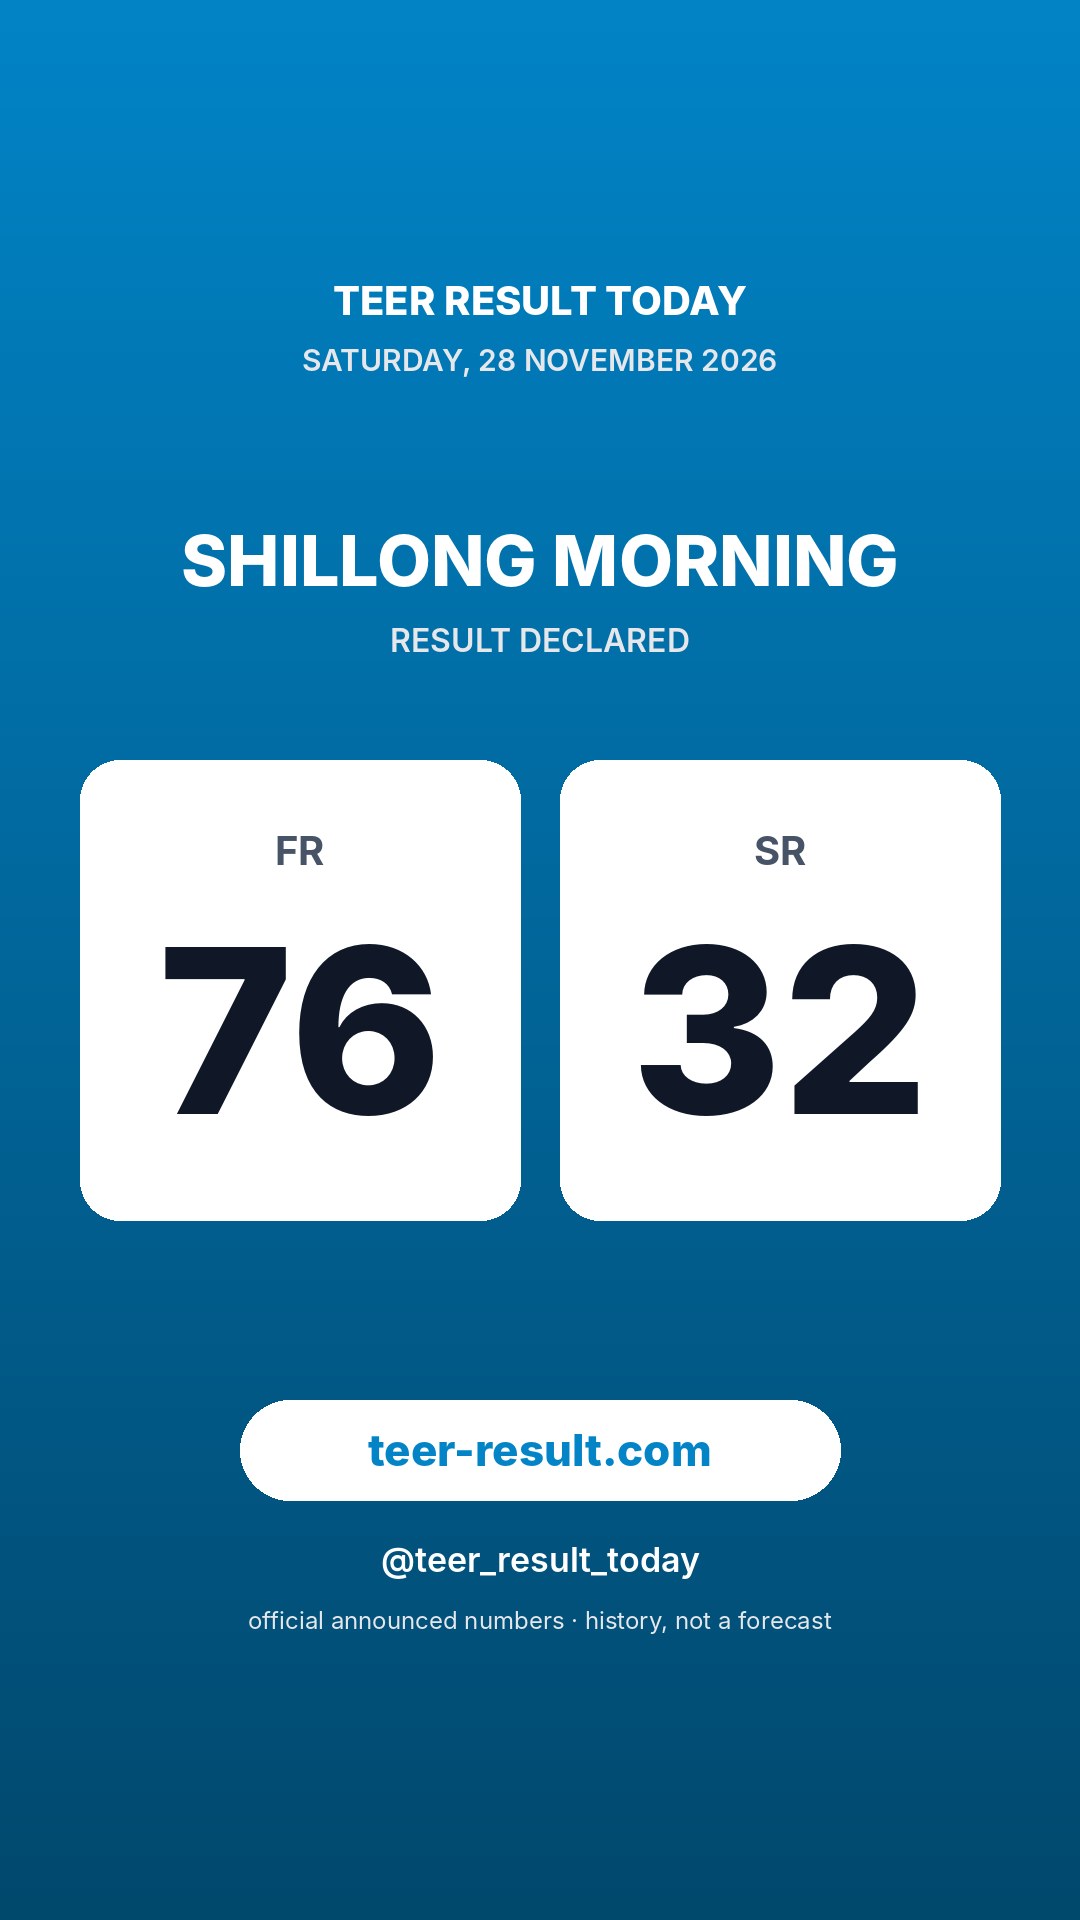 TEER RESULT TODAY
SATURDAY, 28 NOVEMBER 2026
SHILLONG MORNING
RESULT DECLARED
FR
SR
76
32
teer-result.com
@teer_result_today
official announced numbers · history, not a forecast